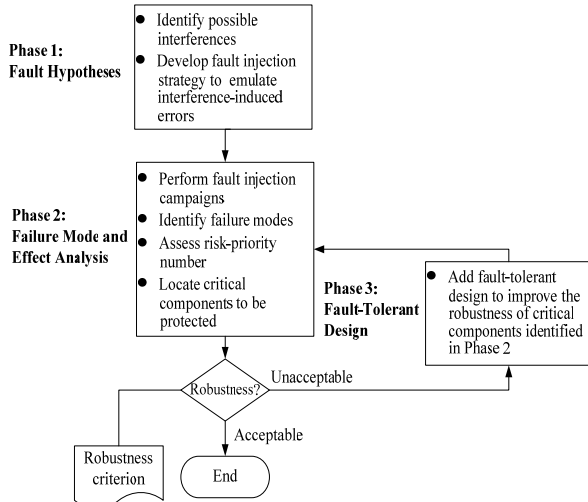 Phase 1:
Fault Hypotheses
● Identify possible
interferences
● Develop fault injection
strategy to emulate
interference-induced
errors
Phase 2:
Failure Mode and
Effect Analysis
● Perform fault injection
campaigns
● Identify failure modes
● Assess risk-priority
number
● Locate critical
components to be
protected
Phase 3:
Fault-Tolerant
Design
● Add fault-tolerant
design to improve the
robustness of critical
components identified
in Phase 2
Robustness?
Unacceptable
Acceptable
Robustness
criterion
End